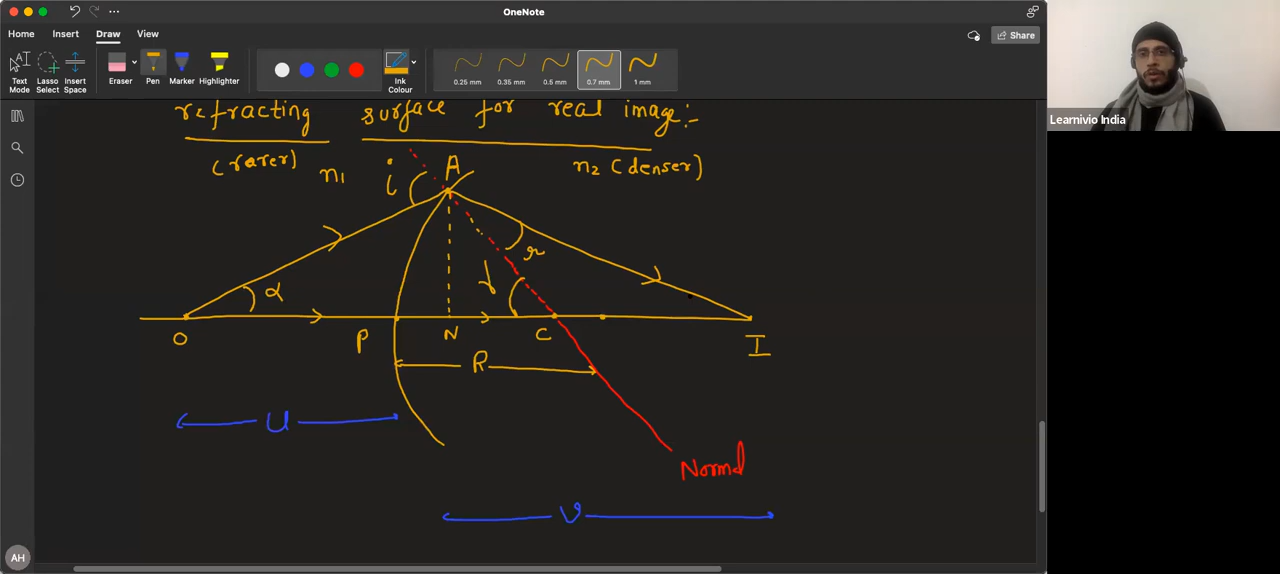 OneNote
Home Insert Draw View
Share
Text Mode
Lasso Select
Insert Space
Eraser
Pen
Marker
Highlighter
Ink Colour
0.25 mm
0.35 mm
0.5 mm
0.7 mm
1 mm
Learnivio India
refracting surface for real image:-
(rarer) n1 n2 (denser)
i
A
r
α
γ
O P N C I
R
u
Normal
v
AH